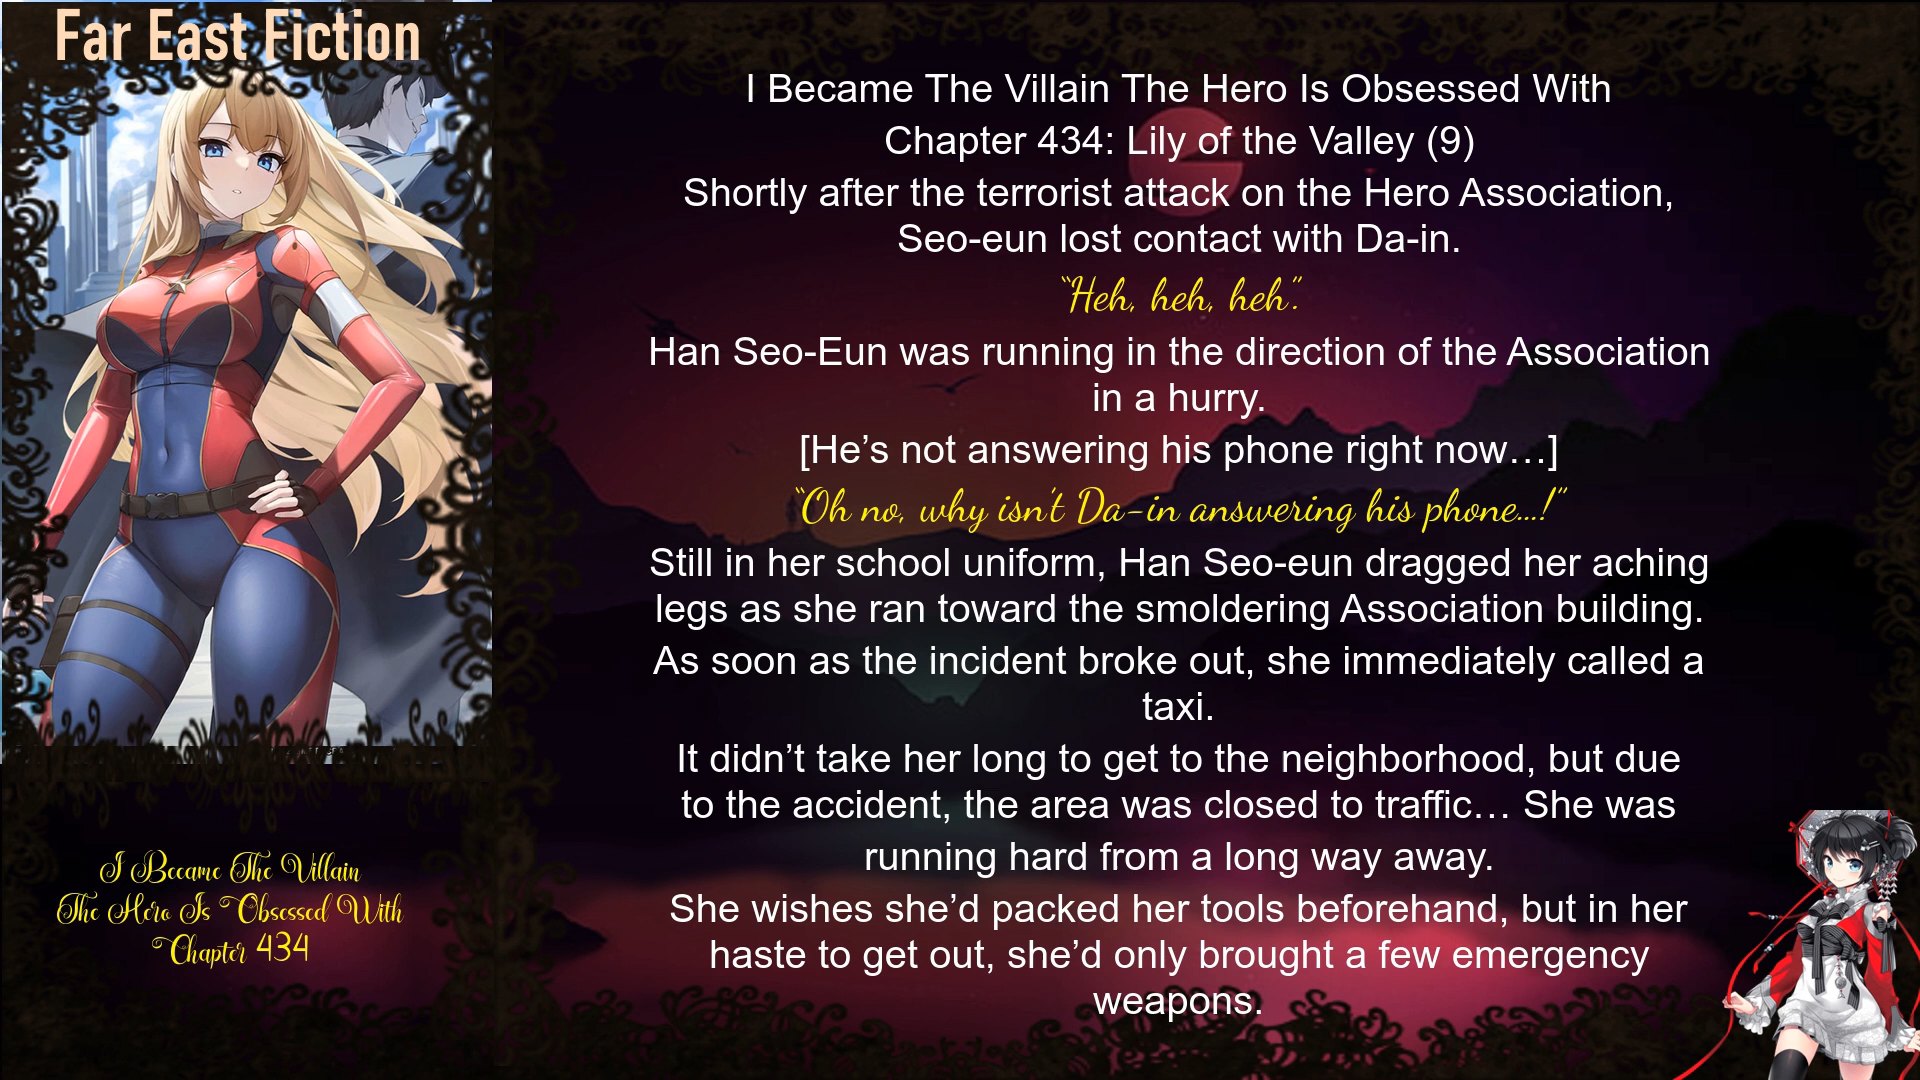 Far East Fiction
I Became The Villain The Hero Is Obsessed With
Chapter 434: Lily of the Valley (9)
Shortly after the terrorist attack on the Hero Association,
Seo-eun lost contact with Da-in.
“Heh, heh, heh”.
Han Seo-Eun was running in the direction of the Association
in a hurry.
[He’s not answering his phone right now…]
“Oh no, why isn’t Da-in answering his phone…!”
Still in her school uniform, Han Seo-eun dragged her aching
legs as she ran toward the smoldering Association building.
As soon as the incident broke out, she immediately called a
taxi.
It didn’t take her long to get to the neighborhood, but due
to the accident, the area was closed to traffic… She was
running hard from a long way away.
She wishes she’d packed her tools beforehand, but in her
haste to get out, she’d only brought a few emergency
weapons.
I Became The Villain
The Hero Is Obsessed With
Chapter 434